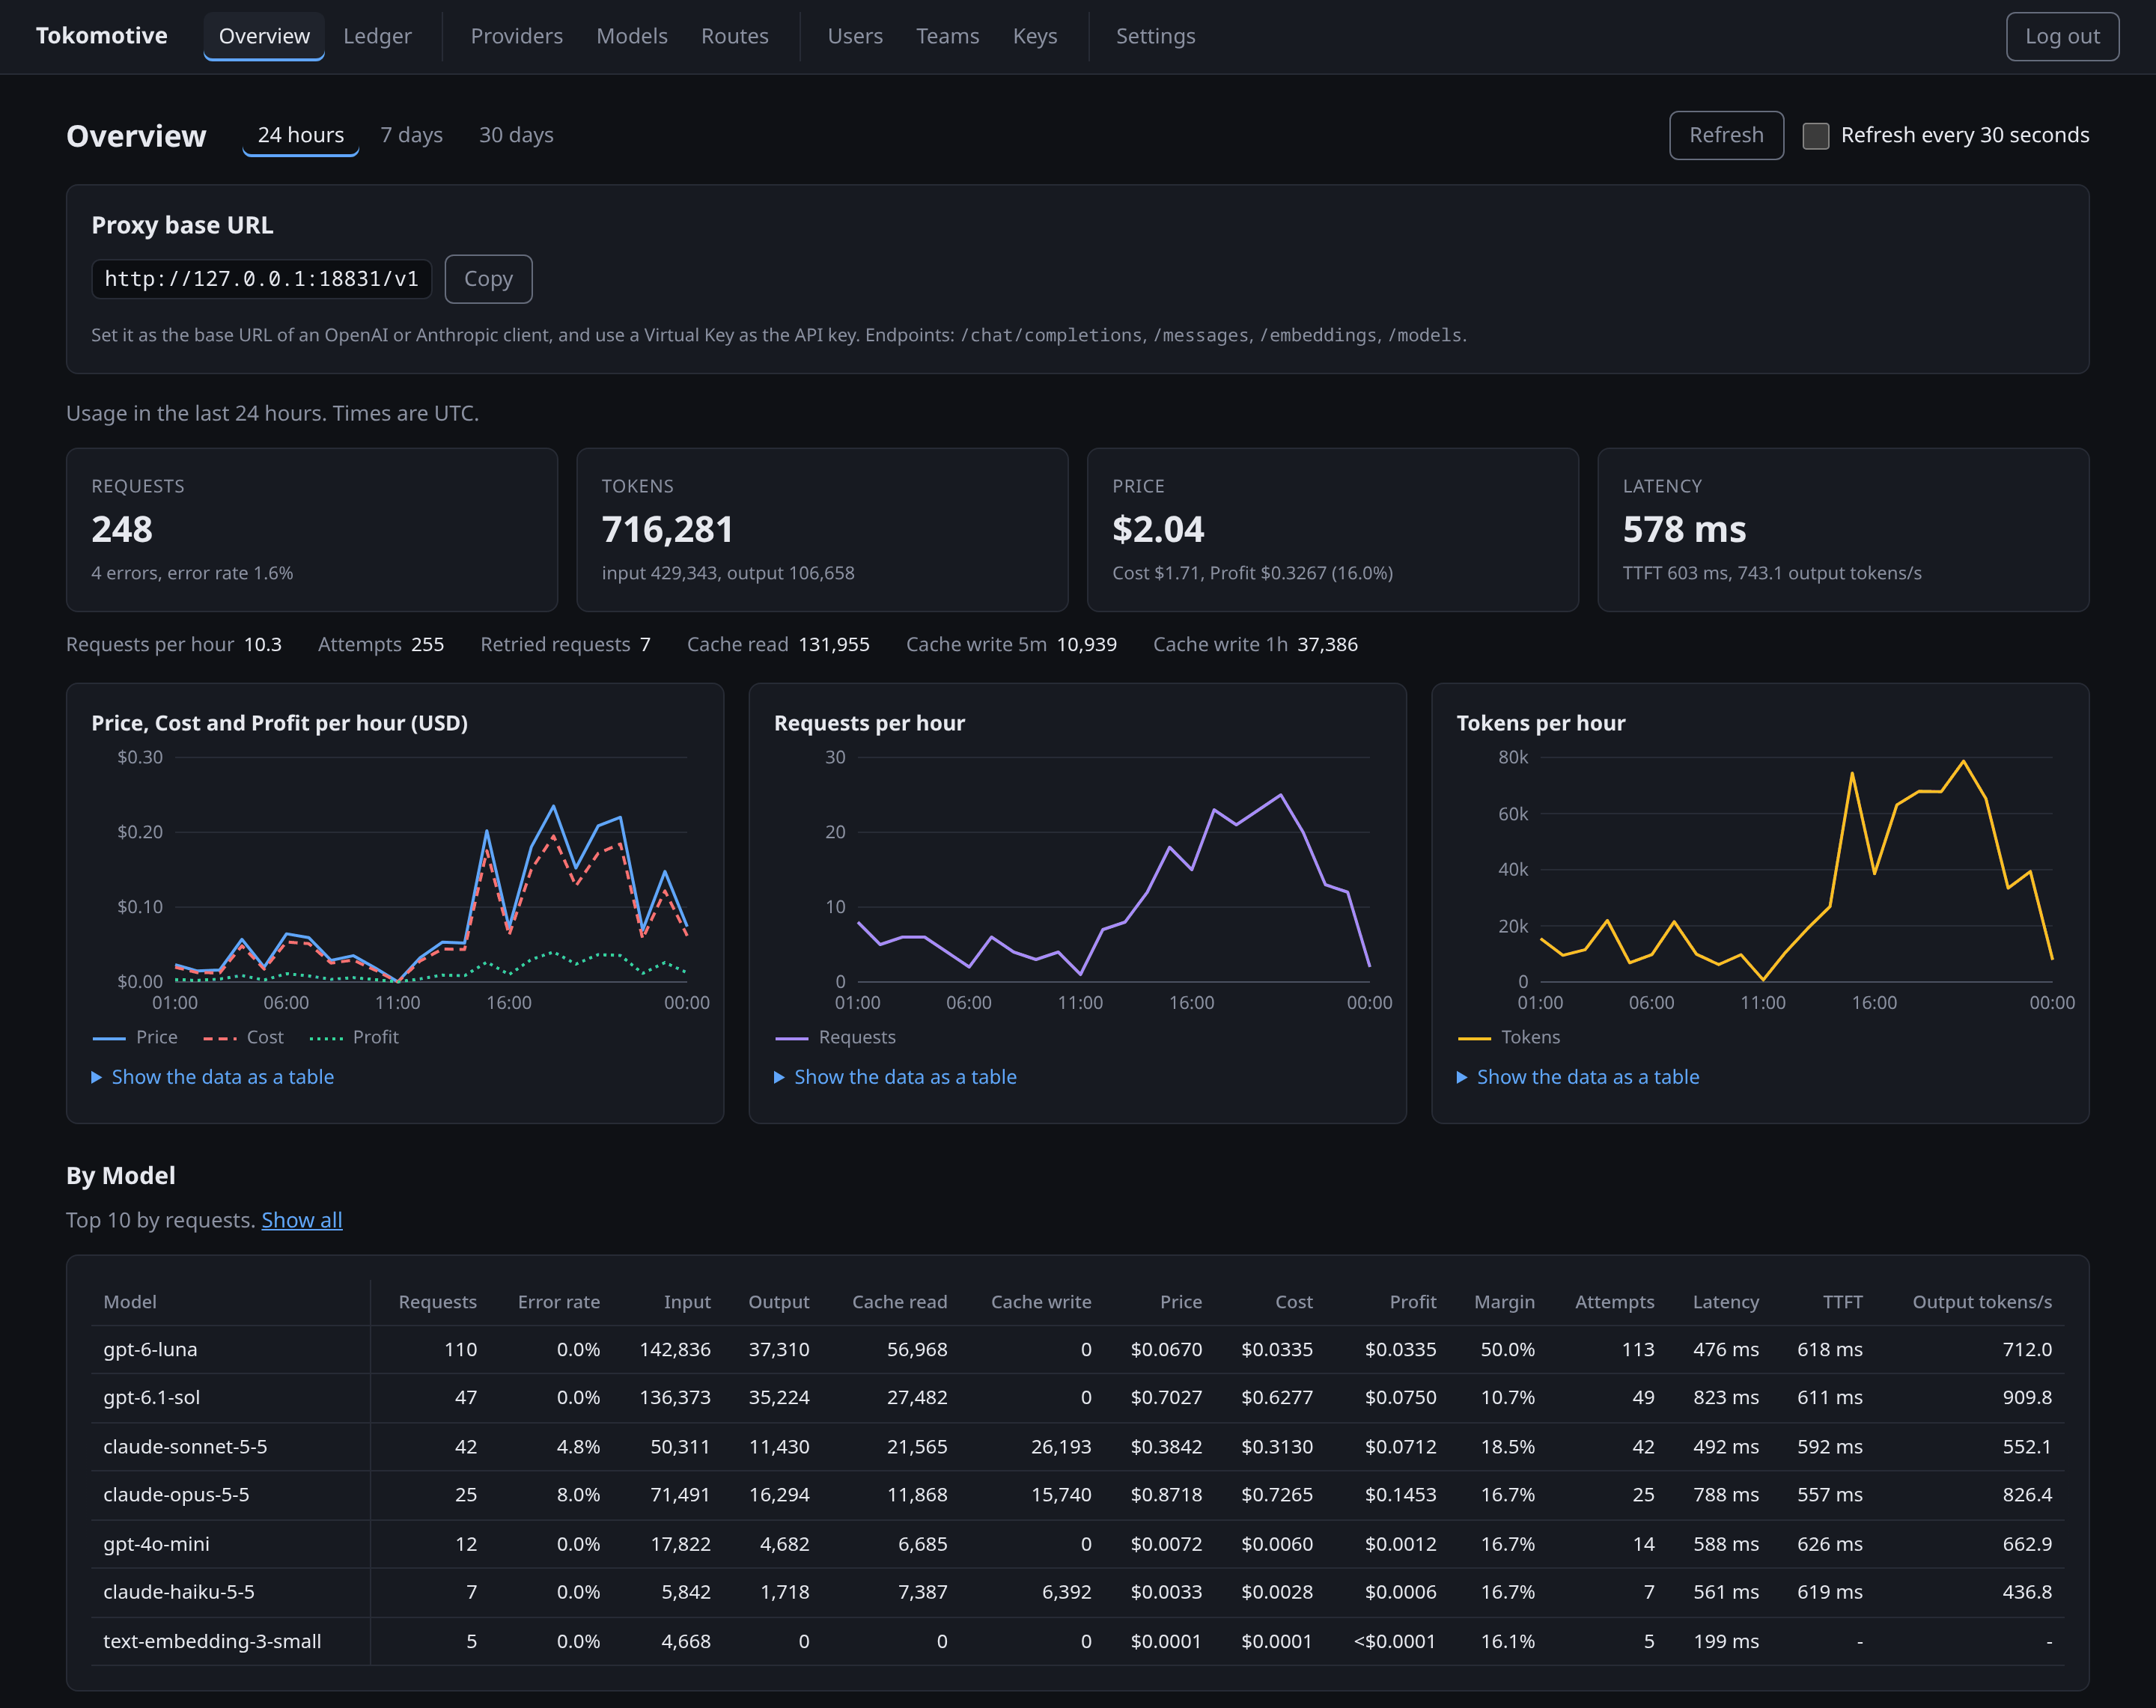 Tokomotive Overview Ledger Providers Models Routes Users Teams Keys Settings Log out
Overview 24 hours 7 days 30 days Refresh Refresh every 30 seconds
Proxy base URL
http://127.0.0.1:18831/v1 Copy
Set it as the base URL of an OpenAI or Anthropic client, and use a Virtual Key as the API key. Endpoints: /chat/completions, /messages, /embeddings, /models.
Usage in the last 24 hours. Times are UTC.
REQUESTS
248
4 errors, error rate 1.6%
TOKENS
716,281
input 429,343, output 106,658
PRICE
$2.04
Cost $1.71, Profit $0.3267 (16.0%)
LATENCY
578 ms
TTFT 603 ms, 743.1 output tokens/s
Requests per hour 10.3 Attempts 255 Retried requests 7 Cache read 131,955 Cache write 5m 10,939 Cache write 1h 37,386
Price, Cost and Profit per hour (USD)
$0.30
$0.20
$0.10
$0.00
01:00 06:00 11:00 16:00 00:00
Price Cost Profit
Show the data as a table
Requests per hour
30
20
10
0
01:00 06:00 11:00 16:00 00:00
Requests
Show the data as a table
Tokens per hour
80k
60k
40k
20k
0
01:00 06:00 11:00 16:00 00:00
Tokens
Show the data as a table
By Model
Top 10 by requests. Show all
Model Requests Error rate Input Output Cache read Cache write Price Cost Profit Margin Attempts Latency TTFT Output tokens/s
gpt-6-luna 110 0.0% 142,836 37,310 56,968 0 $0.0670 $0.0335 $0.0335 50.0% 113 476 ms 618 ms 712.0
gpt-6.1-sol 47 0.0% 136,373 35,224 27,482 0 $0.7027 $0.6277 $0.0750 10.7% 49 823 ms 611 ms 909.8
claude-sonnet-5-5 42 4.8% 50,311 11,430 21,565 26,193 $0.3842 $0.3130 $0.0712 18.5% 42 492 ms 592 ms 552.1
claude-opus-5-5 25 8.0% 71,491 16,294 11,868 15,740 $0.8718 $0.7265 $0.1453 16.7% 25 788 ms 557 ms 826.4
gpt-4o-mini 12 0.0% 17,822 4,682 6,685 0 $0.0072 $0.0060 $0.0012 16.7% 14 588 ms 626 ms 662.9
claude-haiku-5-5 7 0.0% 5,842 1,718 7,387 6,392 $0.0033 $0.0028 $0.0006 16.7% 7 561 ms 619 ms 436.8
text-embedding-3-small 5 0.0% 4,668 0 0 0 $0.0001 $0.0001 <$0.0001 16.1% 5 199 ms - -